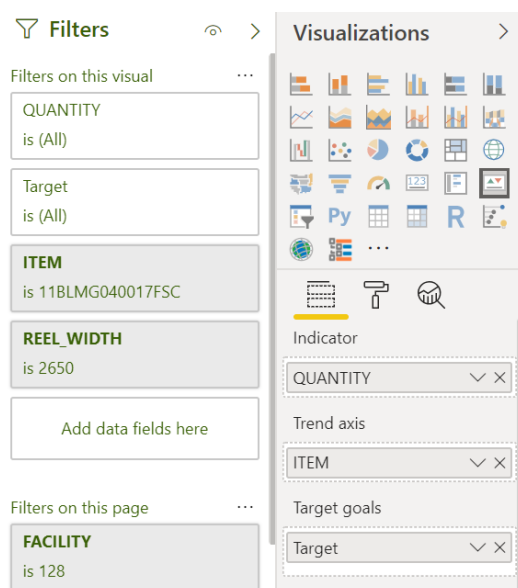 Filters
Filters on this visual
...
QUANTITY
is (All)
Target
is (All)
ITEM
is 11BLMG040017FSC
REEL_WIDTH
is 2650
Add data fields here
Filters on this page
...
FACILITY
is 128
Visualizations
123
Py
R
...
Indicator
QUANTITY
Trend axis
ITEM
Target goals
Target